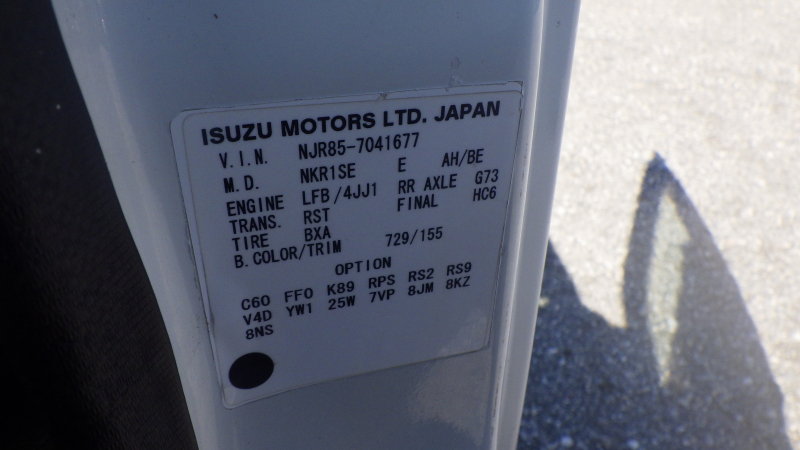 ISUZU MOTORS LTD. JAPAN
V.I.N. NJR85-7041677
M.D. NKR1SE E AH/BE
ENGINE LFB/4JJ1 RR AXLE G73
TRANS. RST FINAL HC6
TIRE BXA
B.COLOR/TRIM 729/155
OPTION
C60 FF0 K89 RPS RS2 RS9
V4D YW1 25W 7VP 8JM 8KZ
8NS